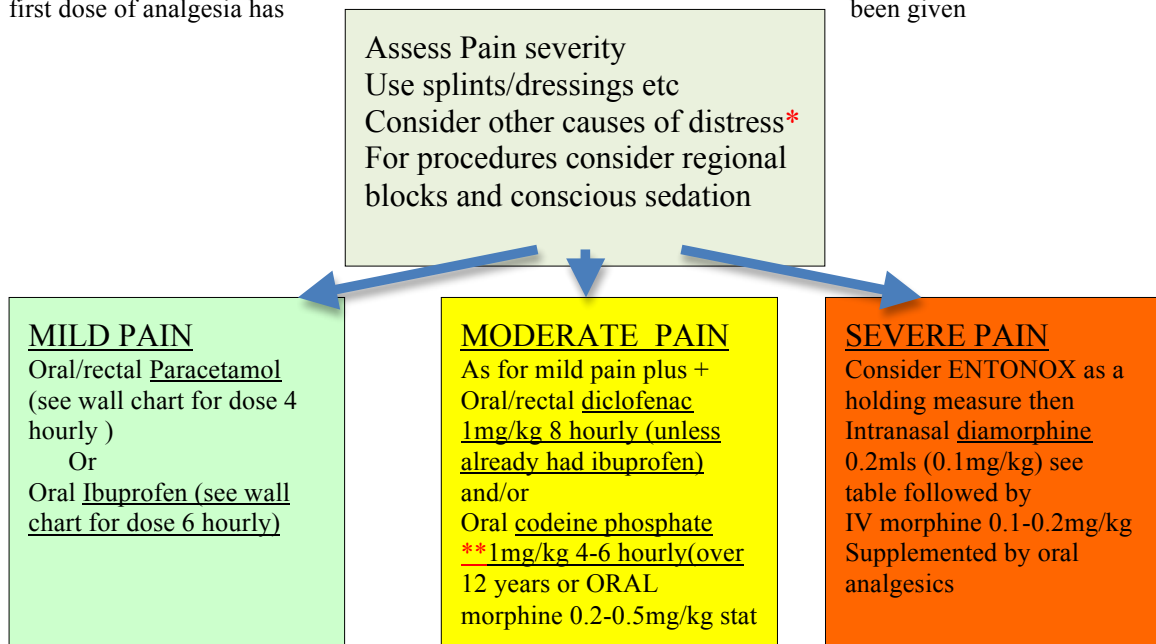 first dose of analgesia has been given
Assess Pain severity
Use splints/dressings etc
Consider other causes of distress*
For procedures consider regional
blocks and conscious sedation
MILD PAIN
Oral/rectal Paracetamol
(see wall chart for dose 4
hourly )
Or
Oral Ibuprofen (see wall
chart for dose 6 hourly)
MODERATE PAIN
As for mild pain plus +
Oral/rectal diclofenac
1mg/kg 8 hourly (unless
already had ibuprofen)
and/or
Oral codeine phosphate
**1mg/kg 4-6 hourly(over
12 years or ORAL
morphine 0.2-0.5mg/kg stat
SEVERE PAIN
Consider ENTONOX as a
holding measure then
Intranasal diamorphine
0.2mls (0.1mg/kg) see
table followed by
IV morphine 0.1-0.2mg/kg
Supplemented by oral
analgesics